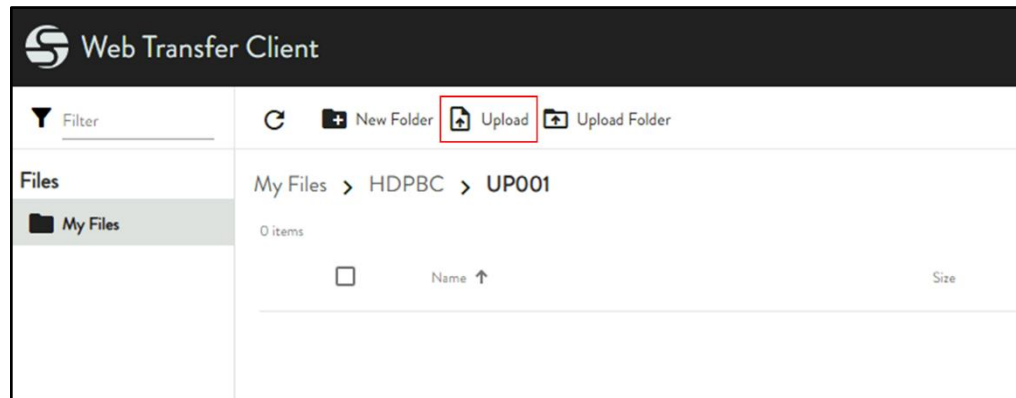 Web Transfer Client
Filter
New Folder Upload Upload Folder
Files
My Files > HDPBC > UP001
My Files
0 items
Name ↑ Size